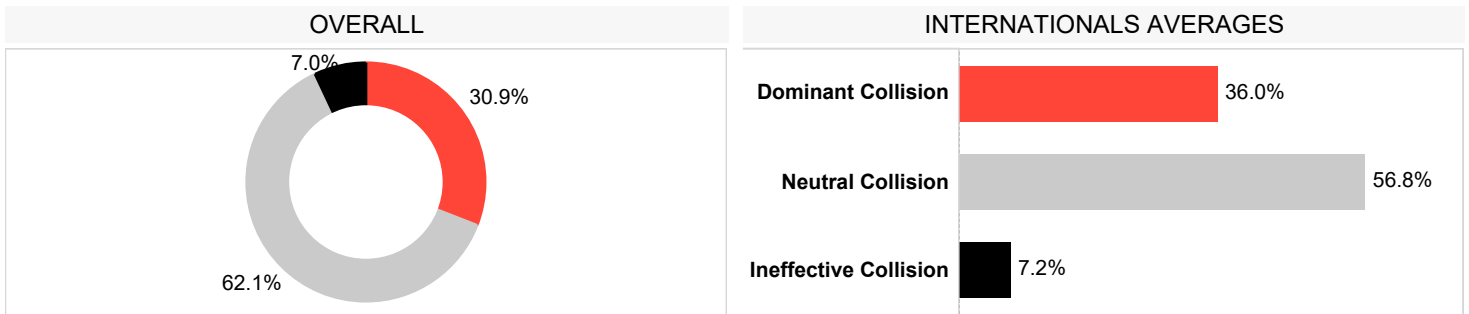 OVERALL
7.0%
30.9%
62.1%
INTERNATIONALS AVERAGES
Dominant Collision 36.0%
Neutral Collision 56.8%
Ineffective Collision 7.2%